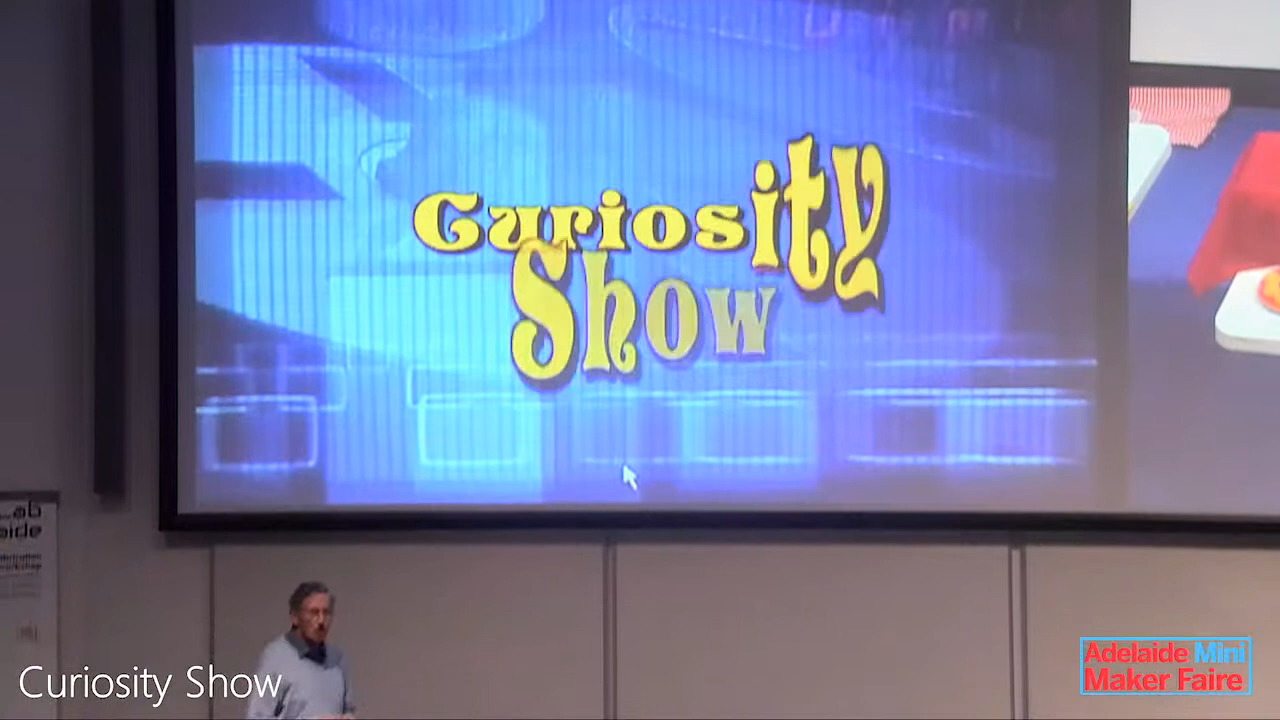 Curiosity
Show
Curiosity Show
Adelaide Mini
Maker Faire